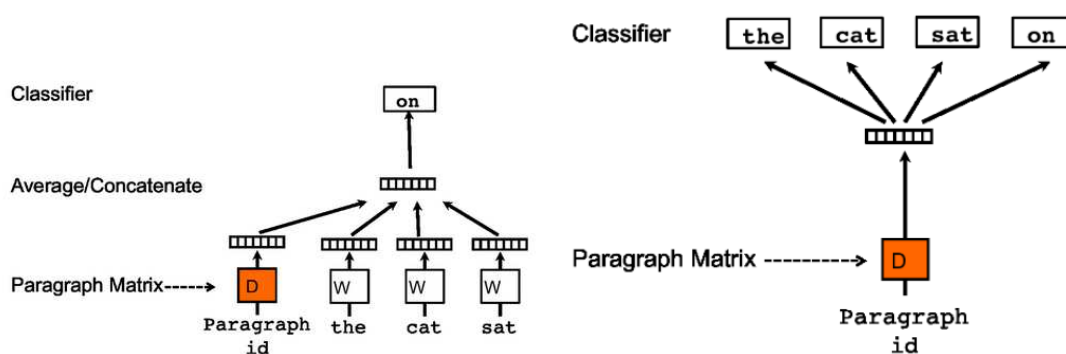 Classifier
on
Average/Concatenate
Paragraph Matrix
D
W
W
W
Paragraph
id
the
cat
sat
Classifier
the
cat
sat
on
Paragraph Matrix
D
Paragraph
id